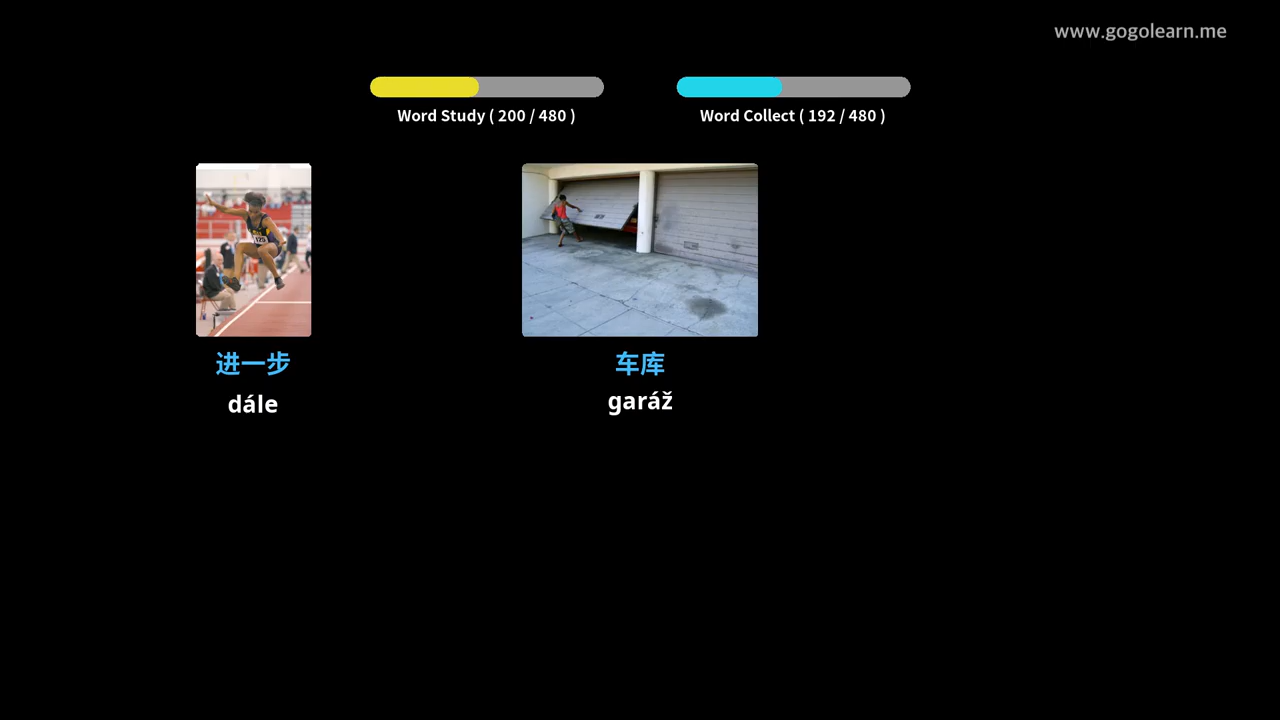 www.gogolearn.me
Word Study ( 200 / 480 )
Word Collect ( 192 / 480 )
进一步
dále
车库
garáž